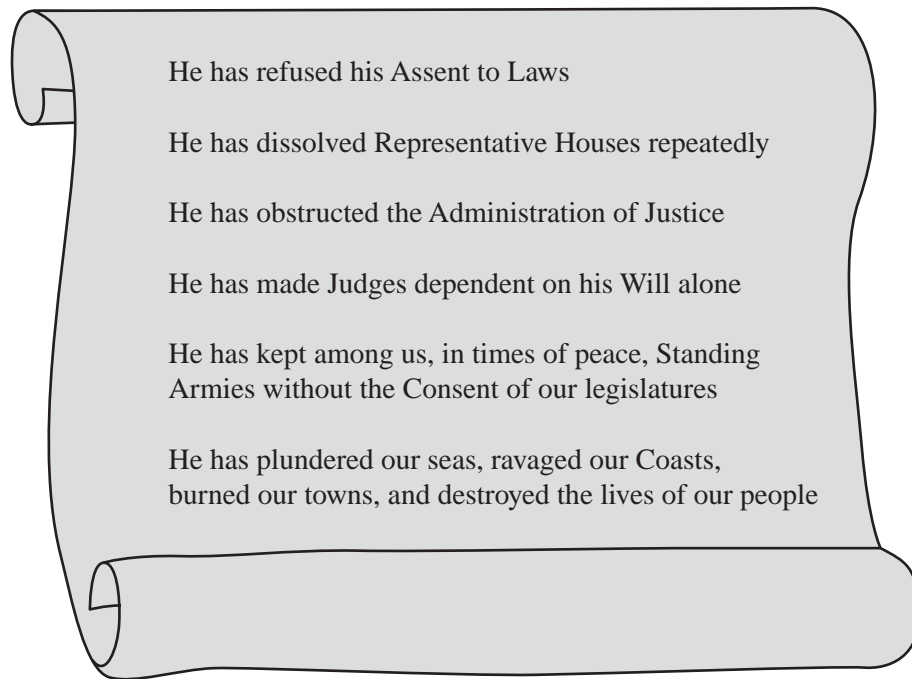 He has refused his Assent to Laws
He has dissolved Representative Houses repeatedly
He has obstructed the Administration of Justice
He has made Judges dependent on his Will alone
He has kept among us, in times of peace, Standing
Armies without the Consent of our legislatures
He has plundered our seas, ravaged our Coasts,
burned our towns, and destroyed the lives of our people